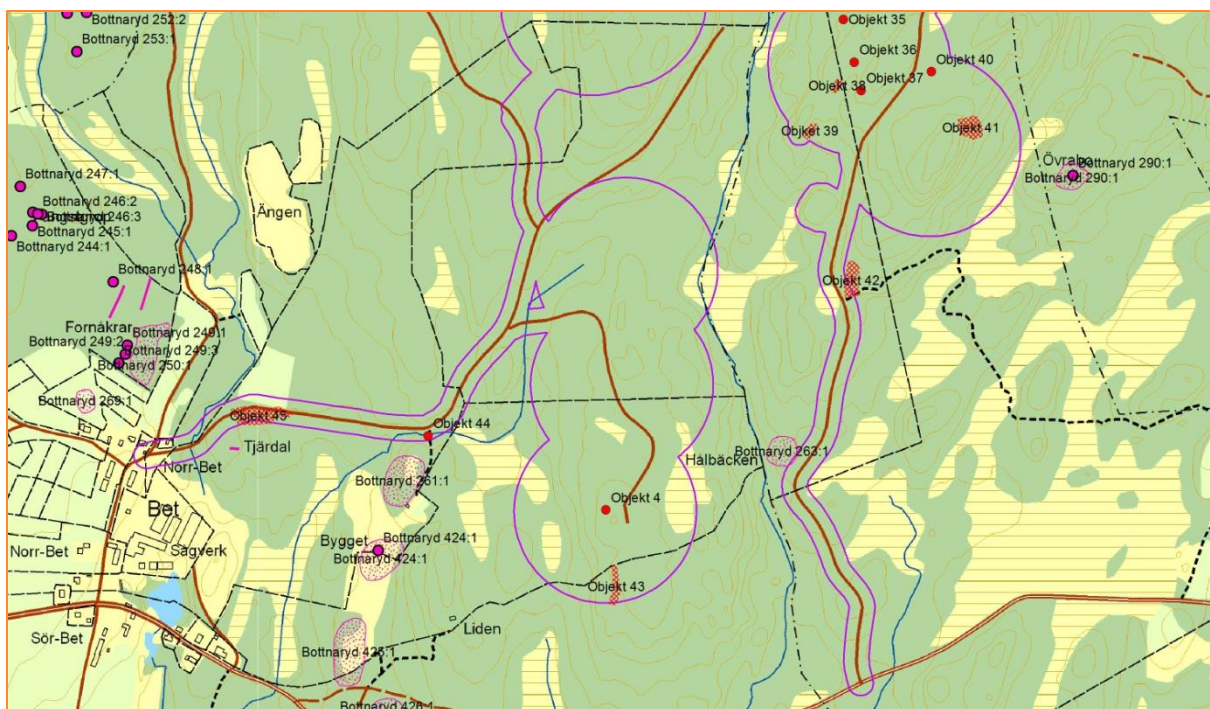 Bottnaryd 252:2
Bottnaryd 253:1
Objekt 35
Objekt 36
Objekt 40
Objekt 37
Objekt 38
Objket 39
Objekt 41
Övrabo
Bottnaryd 290:1
Bottnaryd 290:1
Bottnaryd 247:1
Bottnaryd 246:2
Bottnaryd 246:3
Bottnaryd 245:1
Bottnaryd 244:1
Ängen
Bottnaryd 248:1
Objekt 42
Fornåkrar
Bottnaryd 249:1
Bottnaryd 249:2
Bottnaryd 249:3
Bottnaryd 250:1
Bottnaryd 269:1
Objekt 45
Objekt 44
Tjärdal
Norr-Bet
Hålbäcken
Bottnaryd 263:1
Bottnaryd 261:1
Objekt 4
Bet
Bygget
Bottnaryd 424:1
Bottnaryd 424:1
Norr-Bet
Sågverk
Objekt 43
Liden
Sör-Bet
Bottnaryd 425:1
Bottnaryd 426:1